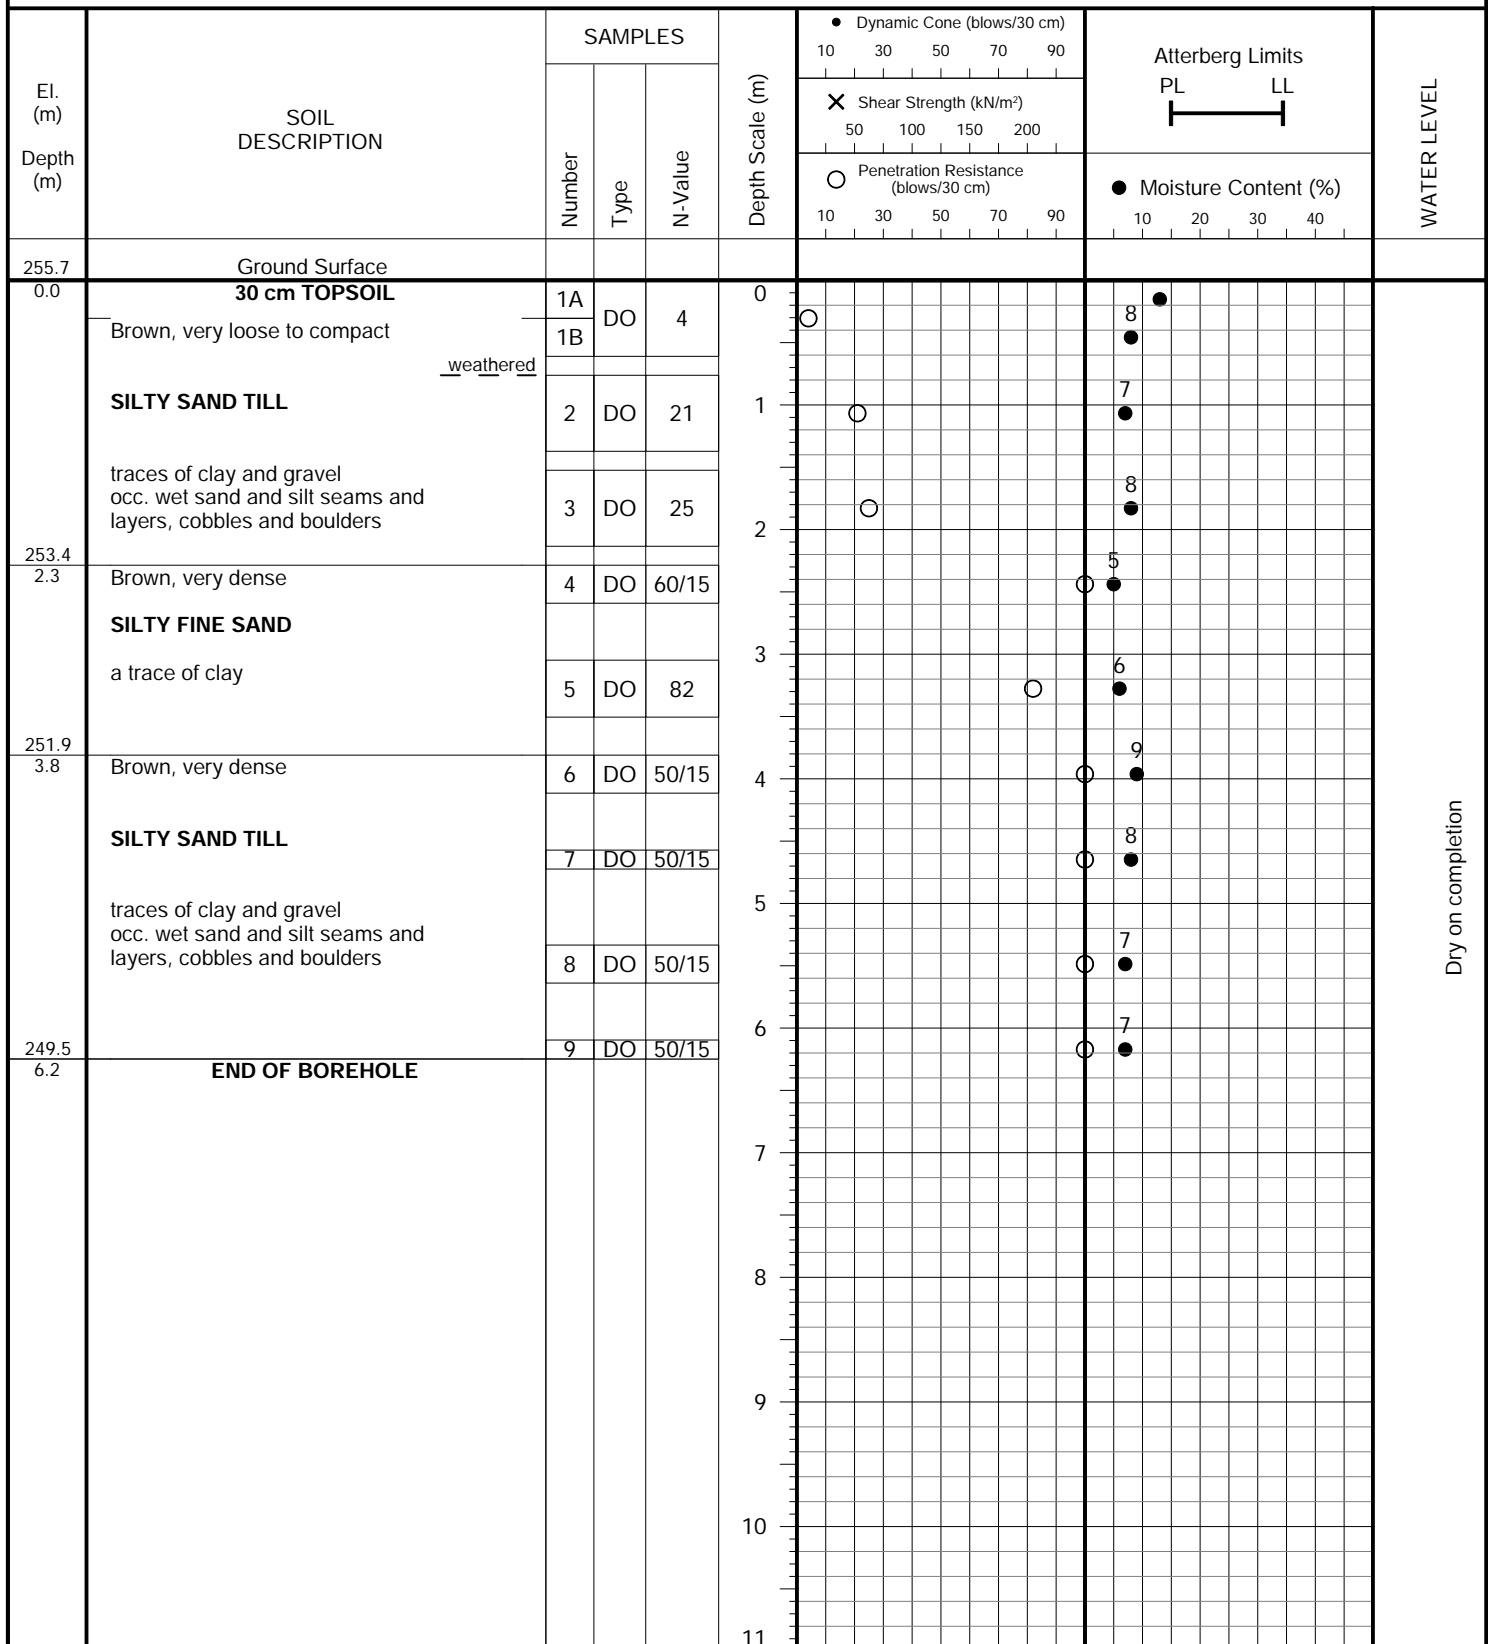 El.
(m)
Depth
(m)
SOIL
DESCRIPTION
SAMPLES
Number
Type
N-Value
Depth Scale (m)
● Dynamic Cone (blows/30 cm)
10 30 50 70 90
✕ Shear Strength (kN/m²)
50 100 150 200
○ Penetration Resistance
(blows/30 cm)
10 30 50 70 90
Atterberg Limits
PL LL
● Moisture Content (%)
10 20 30 40
WATER LEVEL
255.7 Ground Surface
0.0 30 cm TOPSOIL 1A DO 4 0
8
Brown, very loose to compact 1B
weathered
7
SILTY SAND TILL 2 DO 21 1
traces of clay and gravel
8
occ. wet sand and silt seams and
layers, cobbles and boulders 3 DO 25
2
253.4
5
2.3 Brown, very dense 4 DO 60/15
SILTY FINE SAND
3
6
a trace of clay
5 DO 82
251.9
9
3.8 Brown, very dense 6 DO 50/15 4
SILTY SAND TILL 8
7 DO 50/15
5
traces of clay and gravel
occ. wet sand and silt seams and
7
layers, cobbles and boulders 8 DO 50/15
Dry on completion
6
7
249.5 9 DO 50/15
6.2 END OF BOREHOLE
7
8
9
10
11